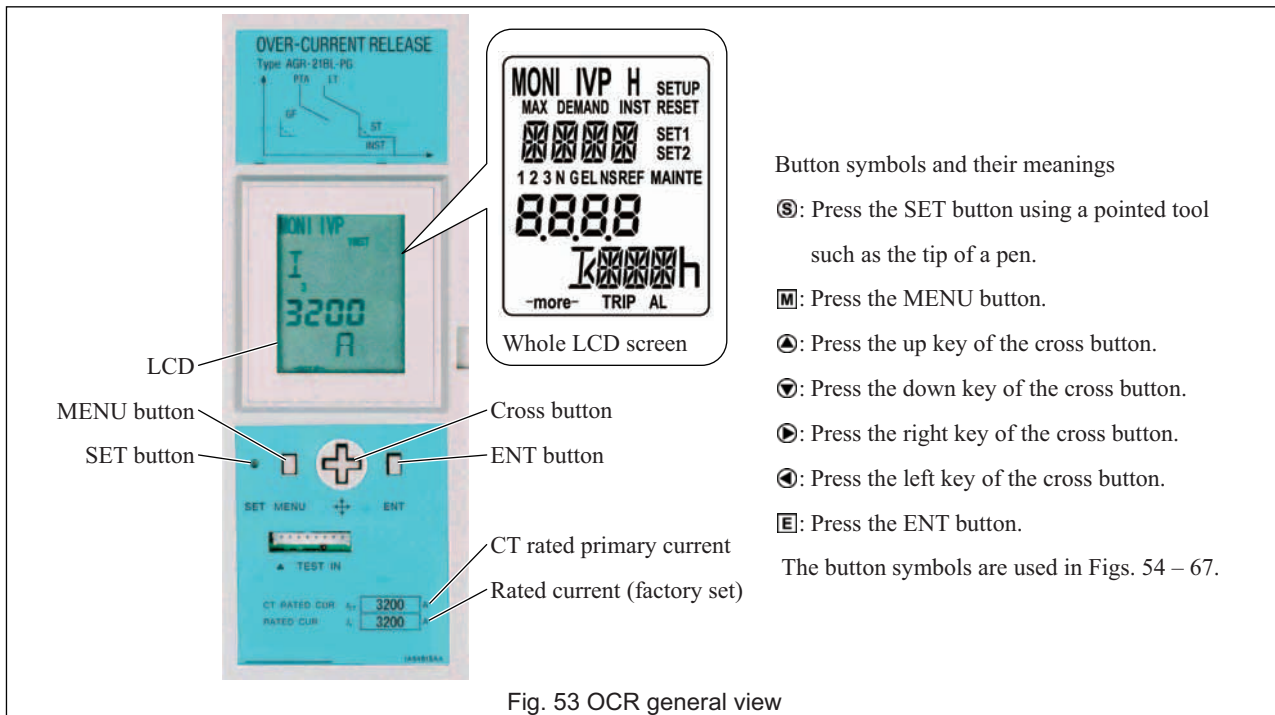 OVER-CURRENT RELEASE
Type AGR-21BL-PG
PTA LT
GF
ST
INST
MONI IVP
INST
I
3
3200
A
MONI IVP H SETUP
MAX DEMAND INST RESET
SET1
SET2
1 2 3 N G E L N S R E F MAINTE
8.8.8.8
k h
-more- TRIP AL
Whole LCD screen
LCD
MENU button
SET button
Cross button
ENT button
SET MENU ENT
▲ TEST IN
CT rated primary current
Rated current (factory set)
CT RATED CUR 3200 A
RATED CUR 3200 A
Button symbols and their meanings
S: Press the SET button using a pointed tool
such as the tip of a pen.
M: Press the MENU button.
▲: Press the up key of the cross button.
▼: Press the down key of the cross button.
▶: Press the right key of the cross button.
◀: Press the left key of the cross button.
E: Press the ENT button.
The button symbols are used in Figs. 54 – 67.
Fig. 53 OCR general view